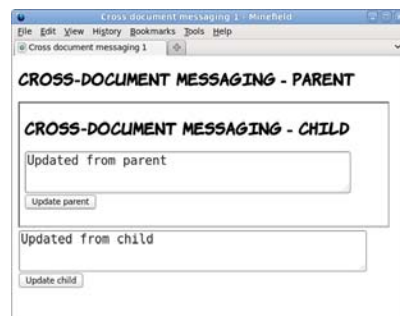 Cross document messaging 1 - Minefield
File Edit View History Bookmarks Tools Help
Cross document messaging 1
CROSS-DOCUMENT MESSAGING - PARENT
CROSS-DOCUMENT MESSAGING - CHILD
Updated from parent
Update parent
Updated from child
Update child